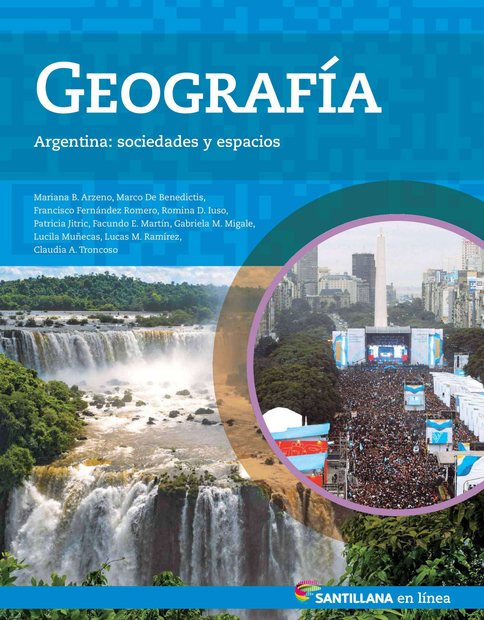 GEOGRAFÍA
Argentina: sociedades y espacios
Mariana B. Arzeno, Marco De Benedictis,
Francisco Fernández Romero, Romina D. Iuso,
Patricia Jitric, Facundo E. Martín, Gabriela M. Migale,
Lucila Muñecas, Lucas M. Ramírez,
Claudia A. Troncoso
SANTILLANA en línea